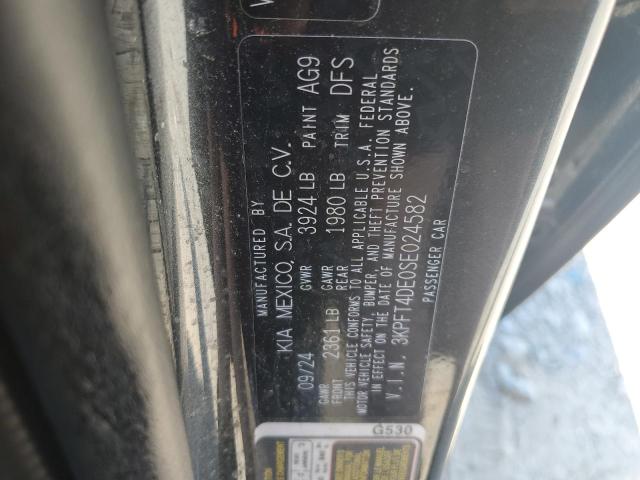 MANUFACTURED BY
KIA MEXICO, S.A. DE C.V.
09/24 GVWR 3924 LB PAINT AG9
GAWR FRONT 2361 LB GAWR REAR 1980 LB TRIM DFS
THIS VEHICLE CONFORMS TO ALL APPLICABLE U.S.A. FEDERAL
MOTOR VEHICLE SAFETY, BUMPER, AND THEFT PREVENTION STANDARDS
IN EFFECT ON THE DATE OF MANUFACTURE SHOWN ABOVE.
V.I.N. 3KPFT4DE0SE024582
PASSENGER CAR
G530